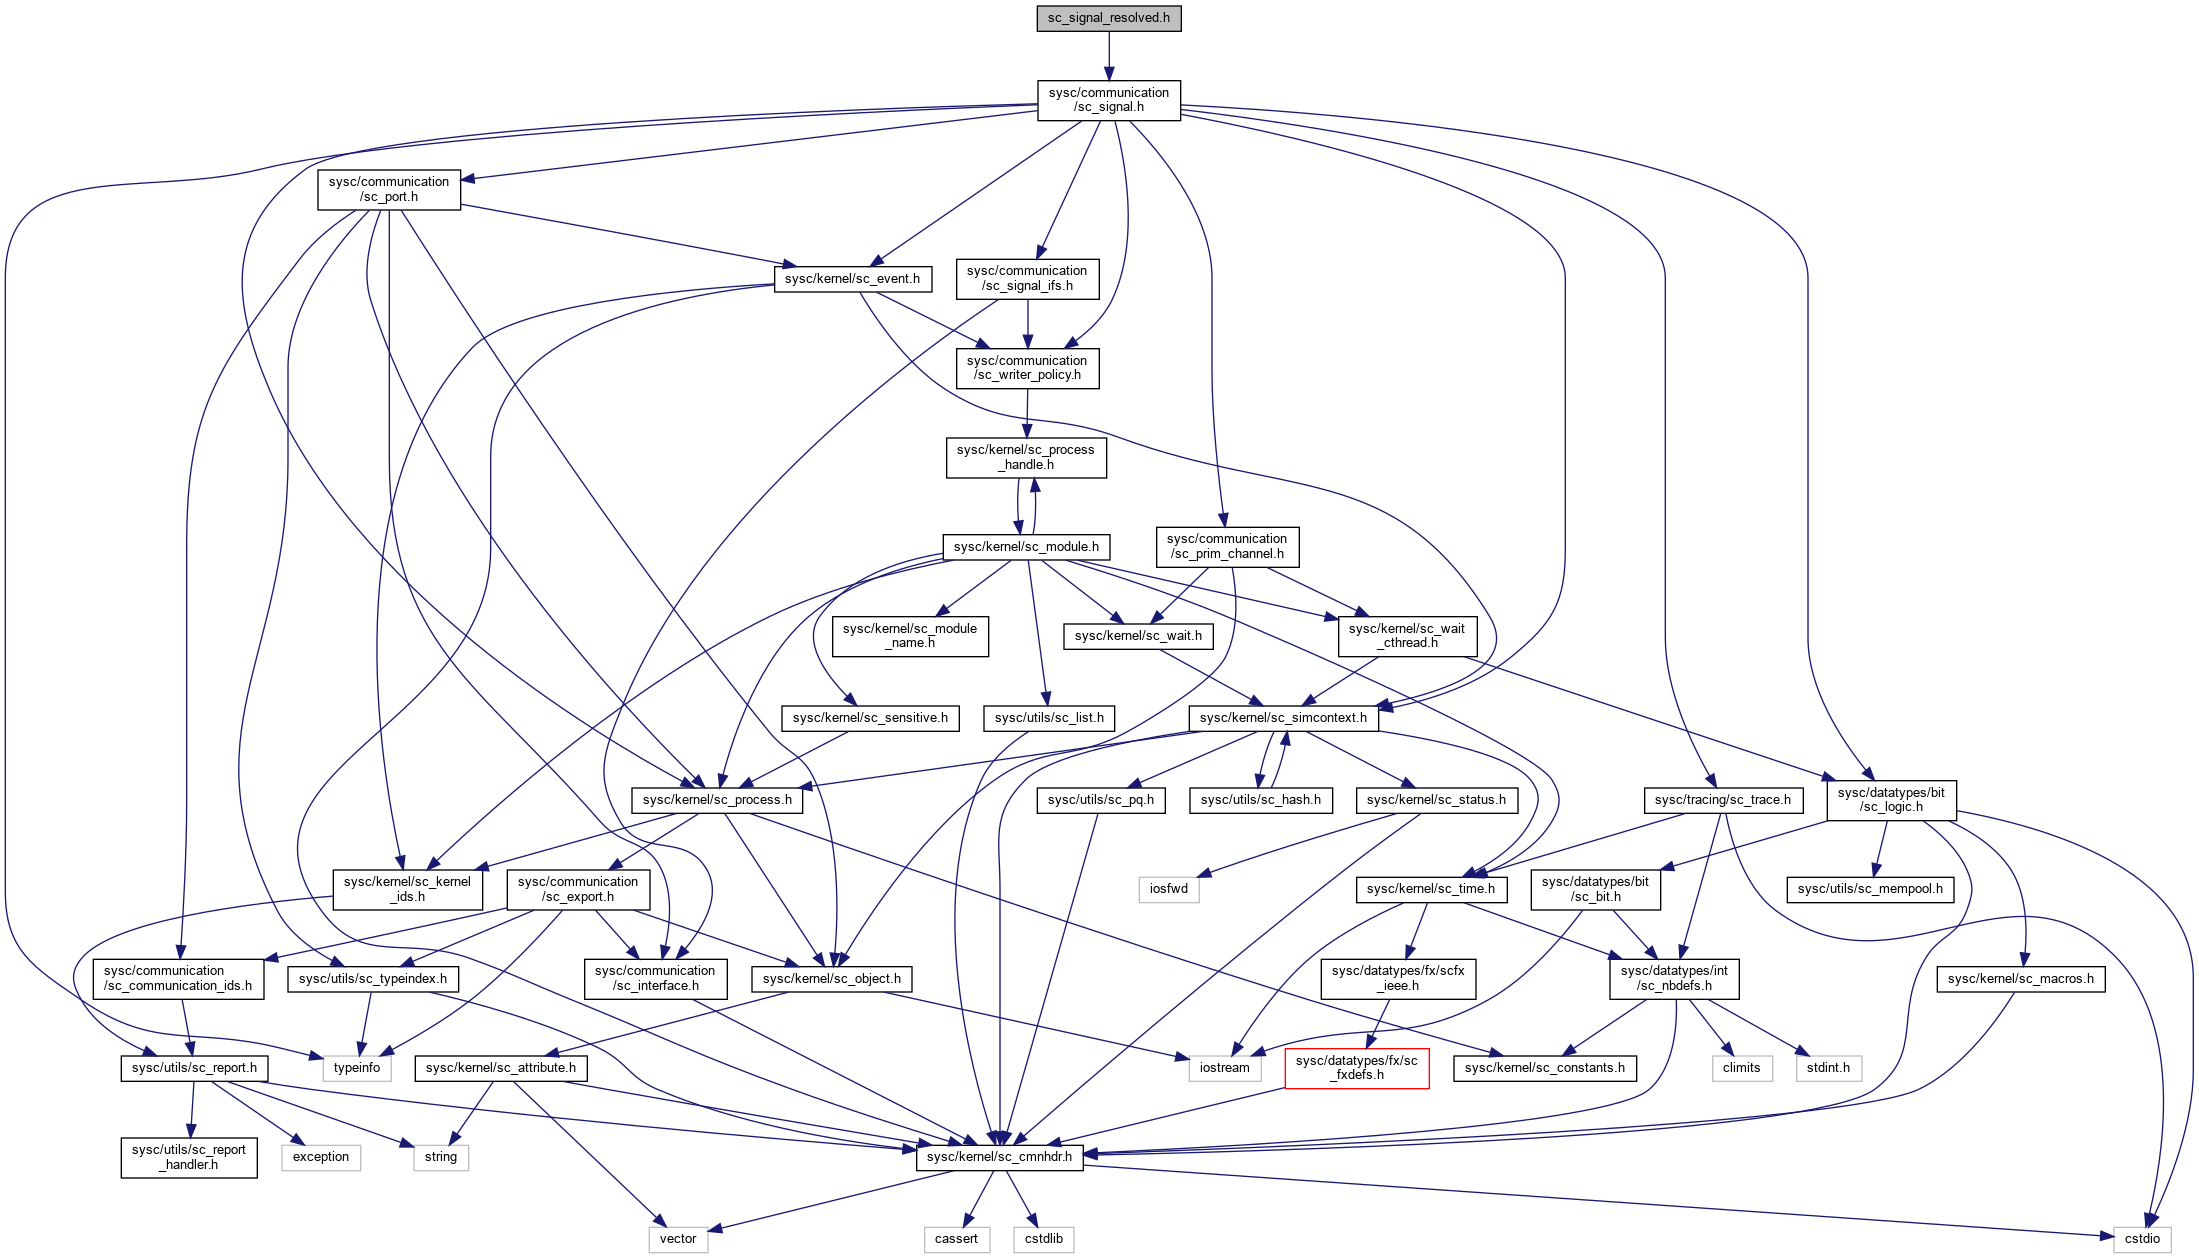 sc_signal_resolved.h
sysc/communication
/sc_signal.h
sysc/communication
/sc_port.h
sysc/kernel/sc_event.h
sysc/communication
/sc_signal_ifs.h
sysc/communication
/sc_writer_policy.h
sysc/kernel/sc_process
_handle.h
sysc/kernel/sc_module.h
sysc/communication
/sc_prim_channel.h
sysc/kernel/sc_module
_name.h
sysc/kernel/sc_wait.h
sysc/kernel/sc_wait
_cthread.h
sysc/kernel/sc_sensitive.h
sysc/utils/sc_list.h
sysc/kernel/sc_simcontext.h
sysc/kernel/sc_process.h
sysc/utils/sc_pq.h
sysc/utils/sc_hash.h
sysc/kernel/sc_status.h
sysc/tracing/sc_trace.h
sysc/datatypes/bit
/sc_logic.h
sysc/kernel/sc_kernel
_ids.h
sysc/communication
/sc_export.h
iosfwd
sysc/kernel/sc_time.h
sysc/datatypes/bit
/sc_bit.h
sysc/utils/sc_mempool.h
sysc/communication
/sc_communication_ids.h
sysc/utils/sc_typeindex.h
sysc/communication
/sc_interface.h
sysc/kernel/sc_object.h
sysc/datatypes/fx/scfx
_ieee.h
sysc/datatypes/int
/sc_nbdefs.h
sysc/kernel/sc_macros.h
sysc/utils/sc_report.h
typeinfo
sysc/kernel/sc_attribute.h
iostream
sysc/datatypes/fx/sc
_fxdefs.h
sysc/kernel/sc_constants.h
climits
stdint.h
sysc/utils/sc_report
_handler.h
exception
string
sysc/kernel/sc_cmnhdr.h
vector
cassert
cstdlib
cstdio